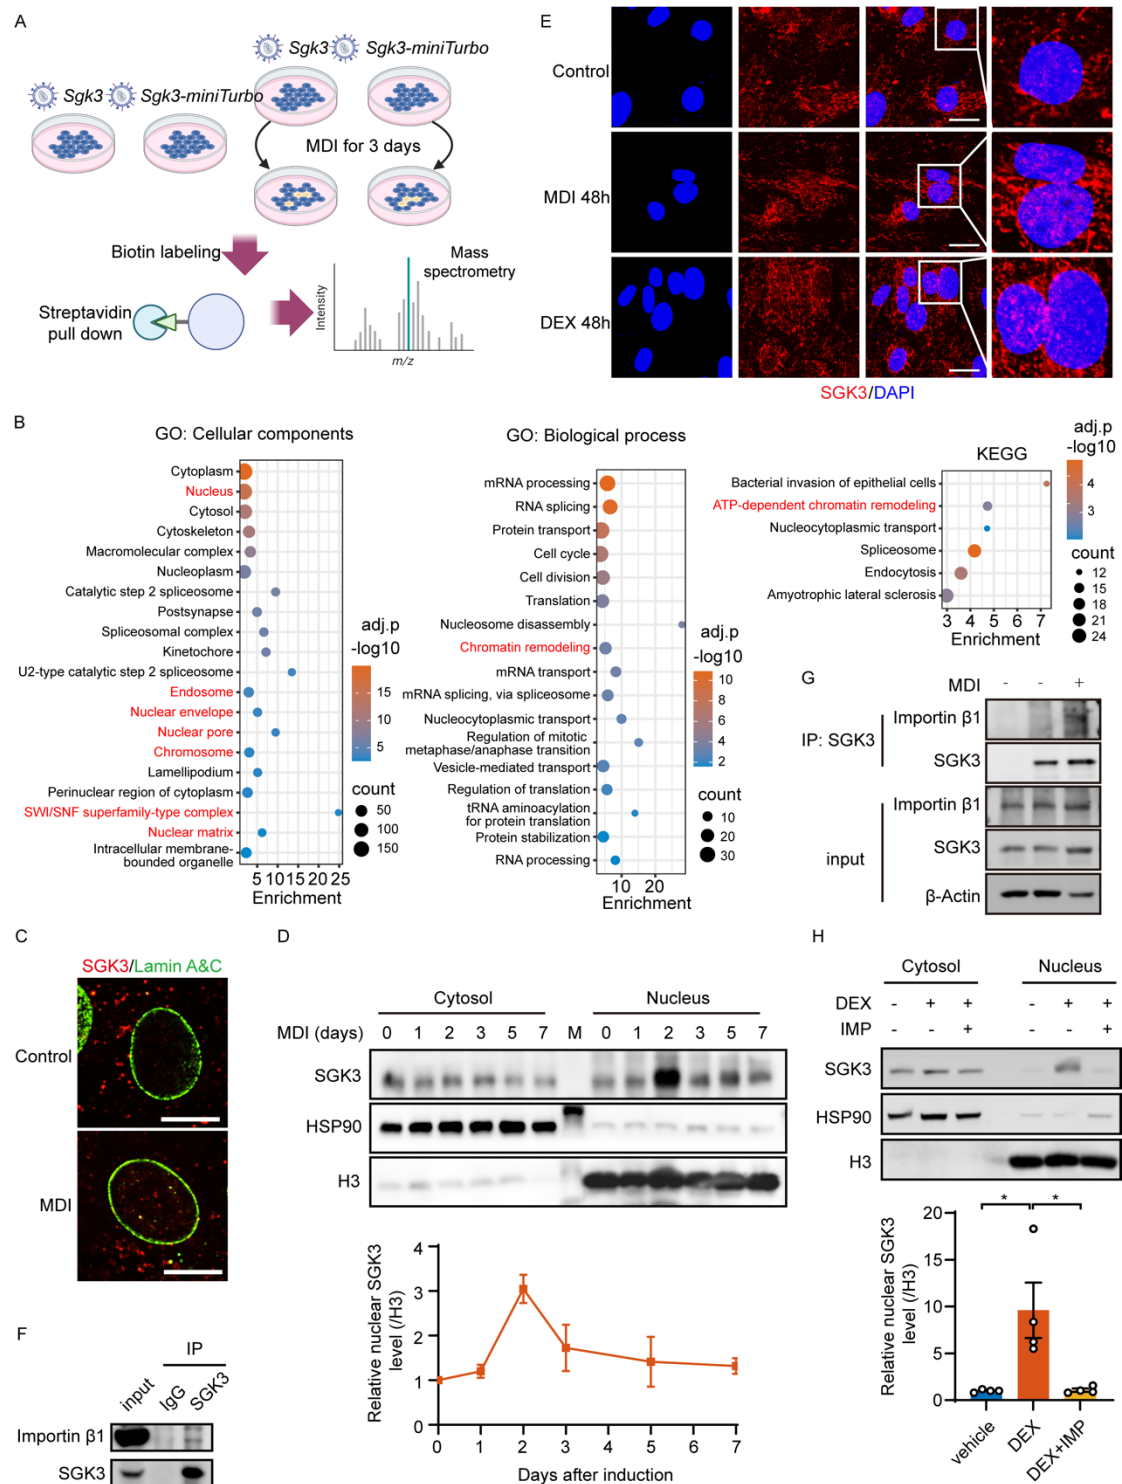 A
Sgk3
Sgk3-miniTurbo
Sgk3
Sgk3-miniTurbo
MDI for 3 days
Biotin labeling
Streptavidin
pull down
Mass
spectrometry
Intensity
m/z
E
Control
MDI 48h
DEX 48h
SGK3/DAPI
B
GO: Cellular components
Cytoplasm
Nucleus
Cytosol
Cytoskeleton
Macromolecular complex
Nucleoplasm
Catalytic step 2 spliceosome
Postsynapse
Spliceosomal complex
Kinetochore
U2-type catalytic step 2 spliceosome
Endosome
Nuclear envelope
Nuclear pore
Chromosome
Lamellipodium
Perinuclear region of cytoplasm
SWI/SNF superfamily-type complex
Nuclear matrix
Intracellular membrane-
bounded organelle
5 10 15 20 25
Enrichment
adj.p
-log10
15
10
5
count
50
100
150
GO: Biological process
mRNA processing
RNA splicing
Protein transport
Cell cycle
Cell division
Translation
Nucleosome disassembly
Chromatin remodeling
mRNA transport
mRNA splicing, via spliceosome
Nucleocytoplasmic transport
Regulation of mitotic
metaphase/anaphase transition
Vesicle-mediated transport
Regulation of translation
tRNA aminoacylation
for protein translation
Protein stabilization
RNA processing
10 20
Enrichment
adj.p
-log10
10
8
6
4
2
count
10
20
30
KEGG
Bacterial invasion of epithelial cells
ATP-dependent chromatin remodeling
Nucleocytoplasmic transport
Spliceosome
Endocytosis
Amyotrophic lateral sclerosis
3 4 5 6 7
Enrichment
adj.p
-log10
4
3
count
12
15
18
21
24
G
MDI - - +
IP: SGK3
Importin β1
SGK3
input
Importin β1
SGK3
β-Actin
C
SGK3/Lamin A&C
Control
MDI
D
Cytosol Nucleus
MDI (days) 0 1 2 3 5 7 M 0 1 2 3 5 7
SGK3
HSP90
H3
Relative nuclear SGK3
level (/H3)
4
3
2
1
0
0 1 2 3 4 5 6 7
Days after induction
H
Cytosol Nucleus
DEX - + + - + +
IMP + +
SGK3
HSP90
H3
* *
Relative nuclear SGK3
level (/H3)
20
15
10
5
0
vehicle
DEX
DEX+IMP
F
IP
input
IgG
SGK3
Importin β1
SGK3